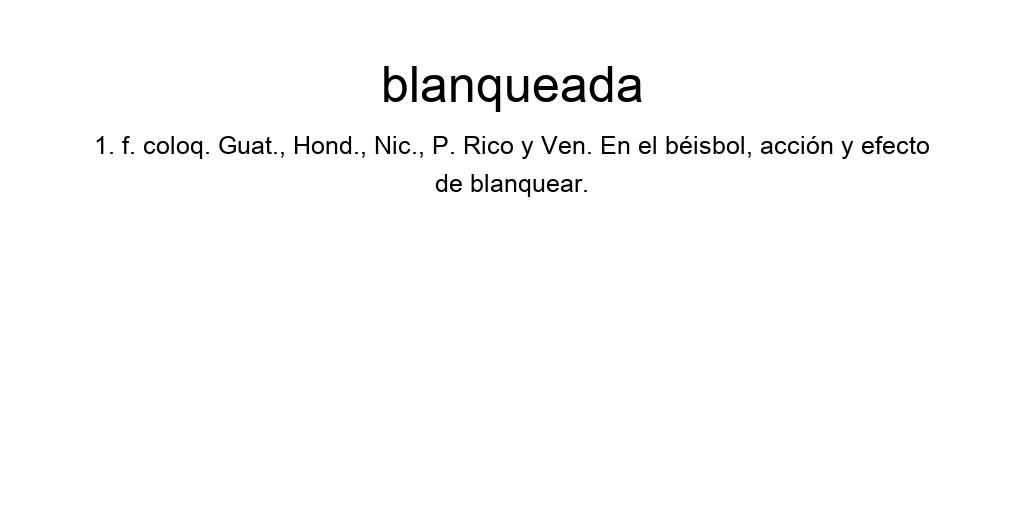 blanqueada
1. f. coloq. Guat., Hond., Nic., P. Rico y Ven. En el béisbol, acción y efecto
de blanquear.